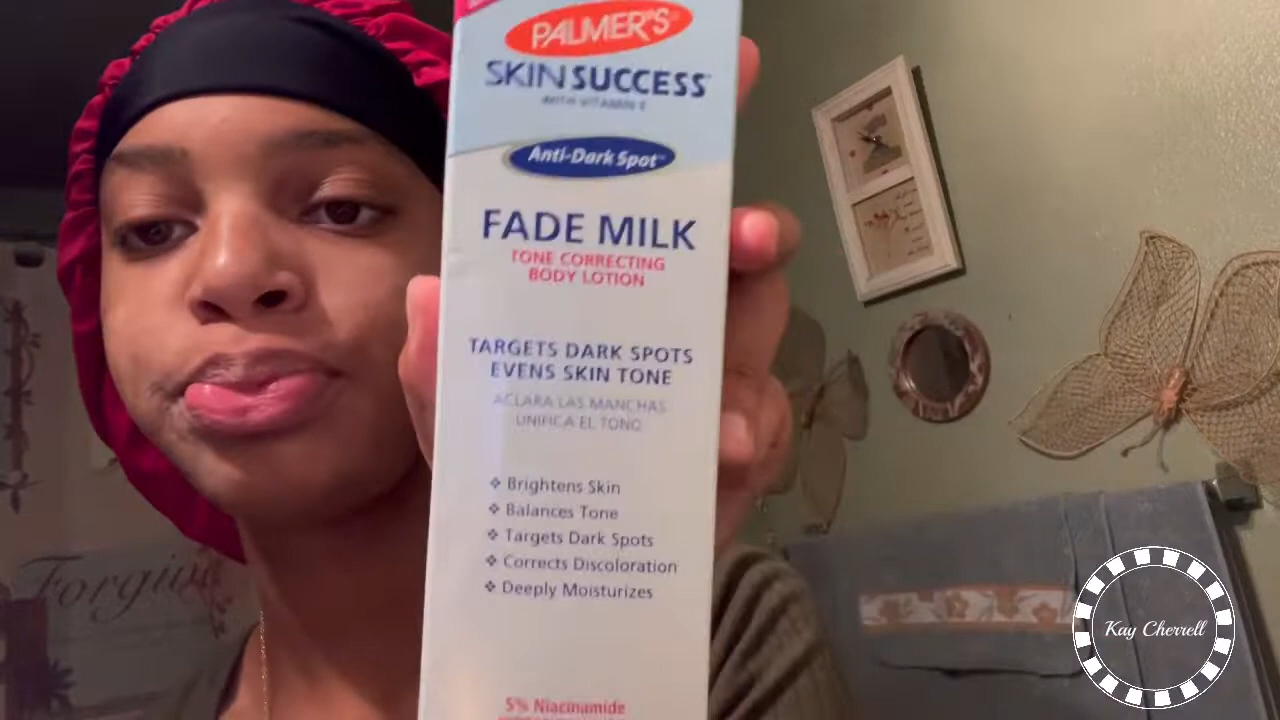 PALMER'S®
SKIN SUCCESS™
WITH VITAMIN E
Anti-Dark Spot™
FADE MILK
TONE CORRECTING
BODY LOTION
TARGETS DARK SPOTS
EVENS SKIN TONE
ACLARA LAS MANCHAS
UNIFICA EL TONO
❖ Brightens Skin
❖ Balances Tone
❖ Targets Dark Spots
❖ Corrects Discoloration
❖ Deeply Moisturizes
5% Niacinamide
Kay Cherrell